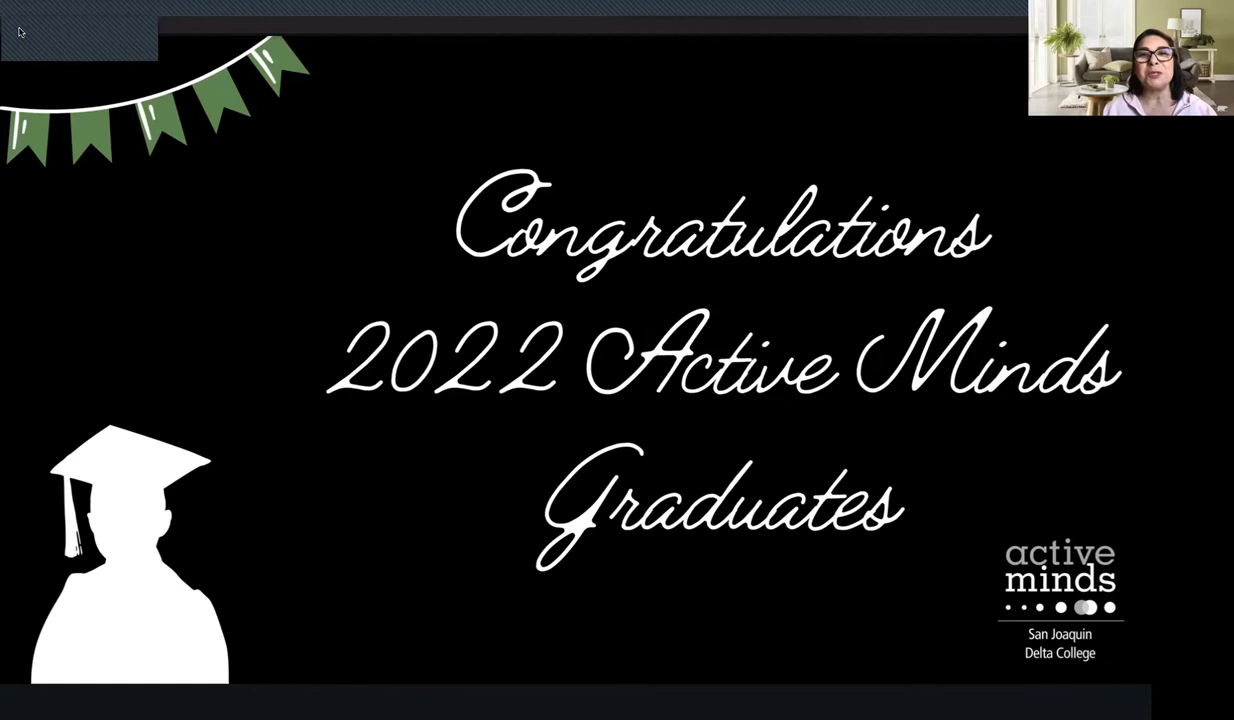 Congratulations
2022 Active Minds
Graduates
active
minds
San Joaquin
Delta College